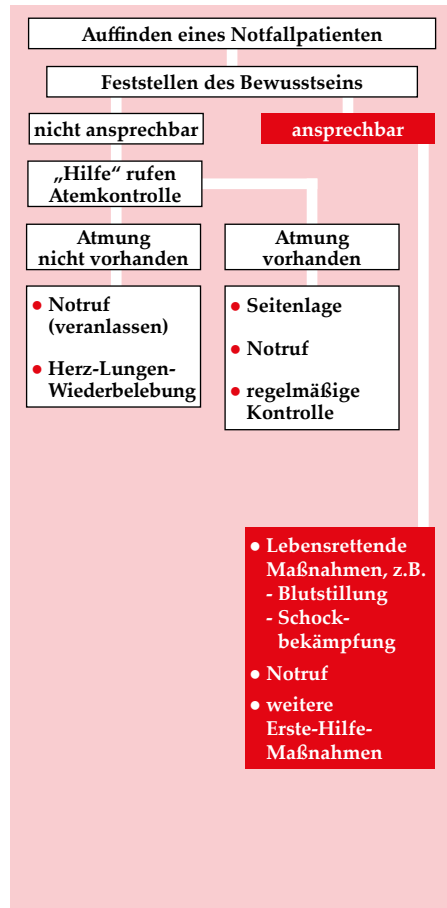 Auffinden eines Notfallpatienten
Feststellen des Bewusstseins
nicht ansprechbar
ansprechbar
„Hilfe“ rufen
Atemkontrolle
Atmung
nicht vorhanden
Atmung
vorhanden
● Notruf
(veranlassen)
● Herz-Lungen-
Wiederbelebung
● Seitenlage
● Notruf
● regelmäßige
Kontrolle
● Lebensrettende
Maßnahmen, z.B.
- Blutstillung
- Schock-
bekämpfung
● Notruf
● weitere
Erste-Hilfe-
Maßnahmen